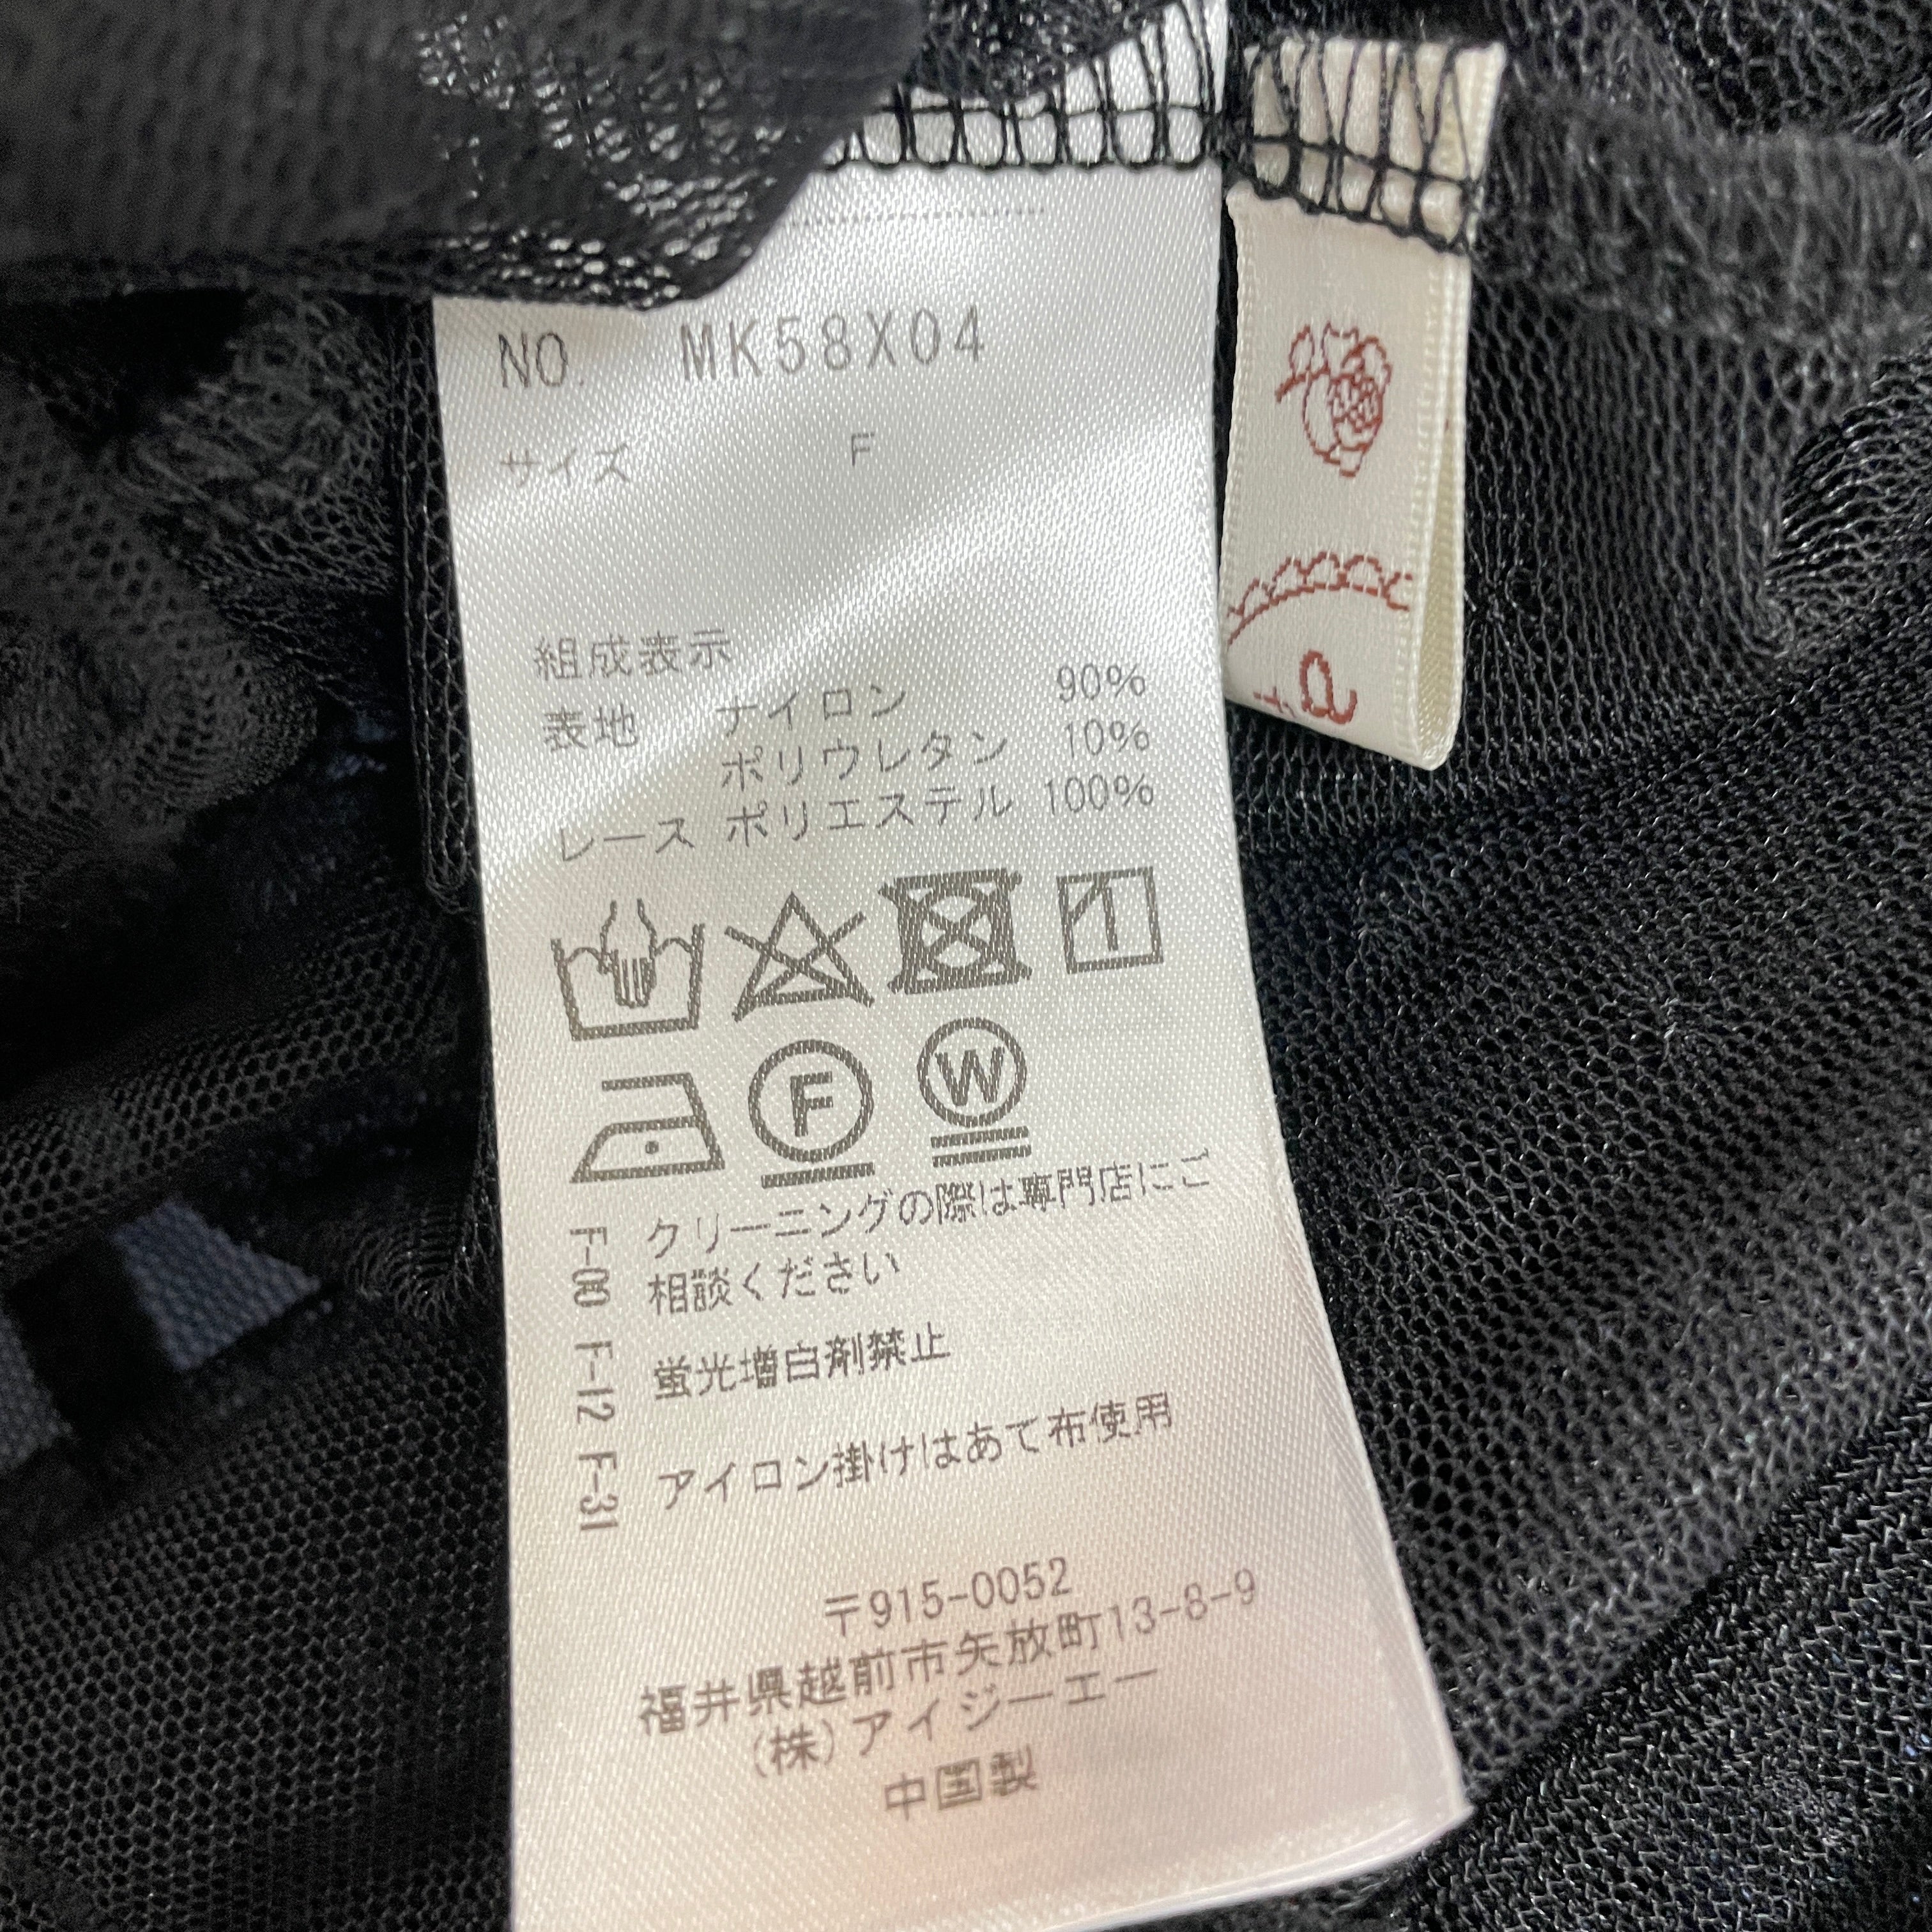 NO. MK58X04
サイズ F
組成表示
表地 ナイロン 90%
ポリウレタン 10%
レース ポリエステル 100%
F
W
クリーニングの際は専門店にご
相談ください
蛍光増白剤禁止
アイロン掛けはあて布使用
F-00 F-12 F-31
〒915-0052
福井県越前市矢放町13-8-9
(株)アイジーエー
中国製
a